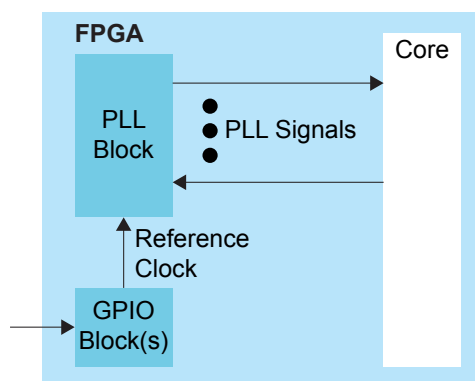 FPGA
Core
PLL
Block
PLL Signals
Reference
Clock
GPIO
Block(s)